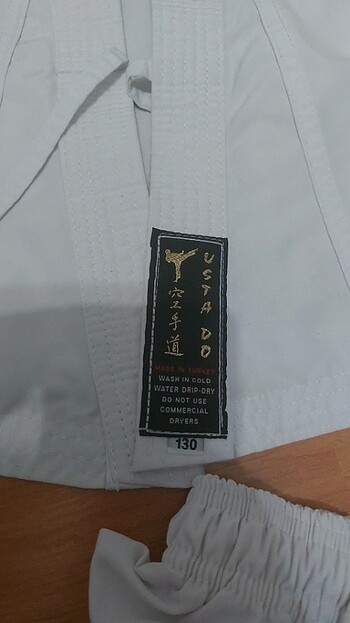 空手道
USTA DO
MADE IN TURKEY
WASH IN COLD
WATER DRIP-DRY
DO NOT USE
COMMERCIAL
DRYERS
130